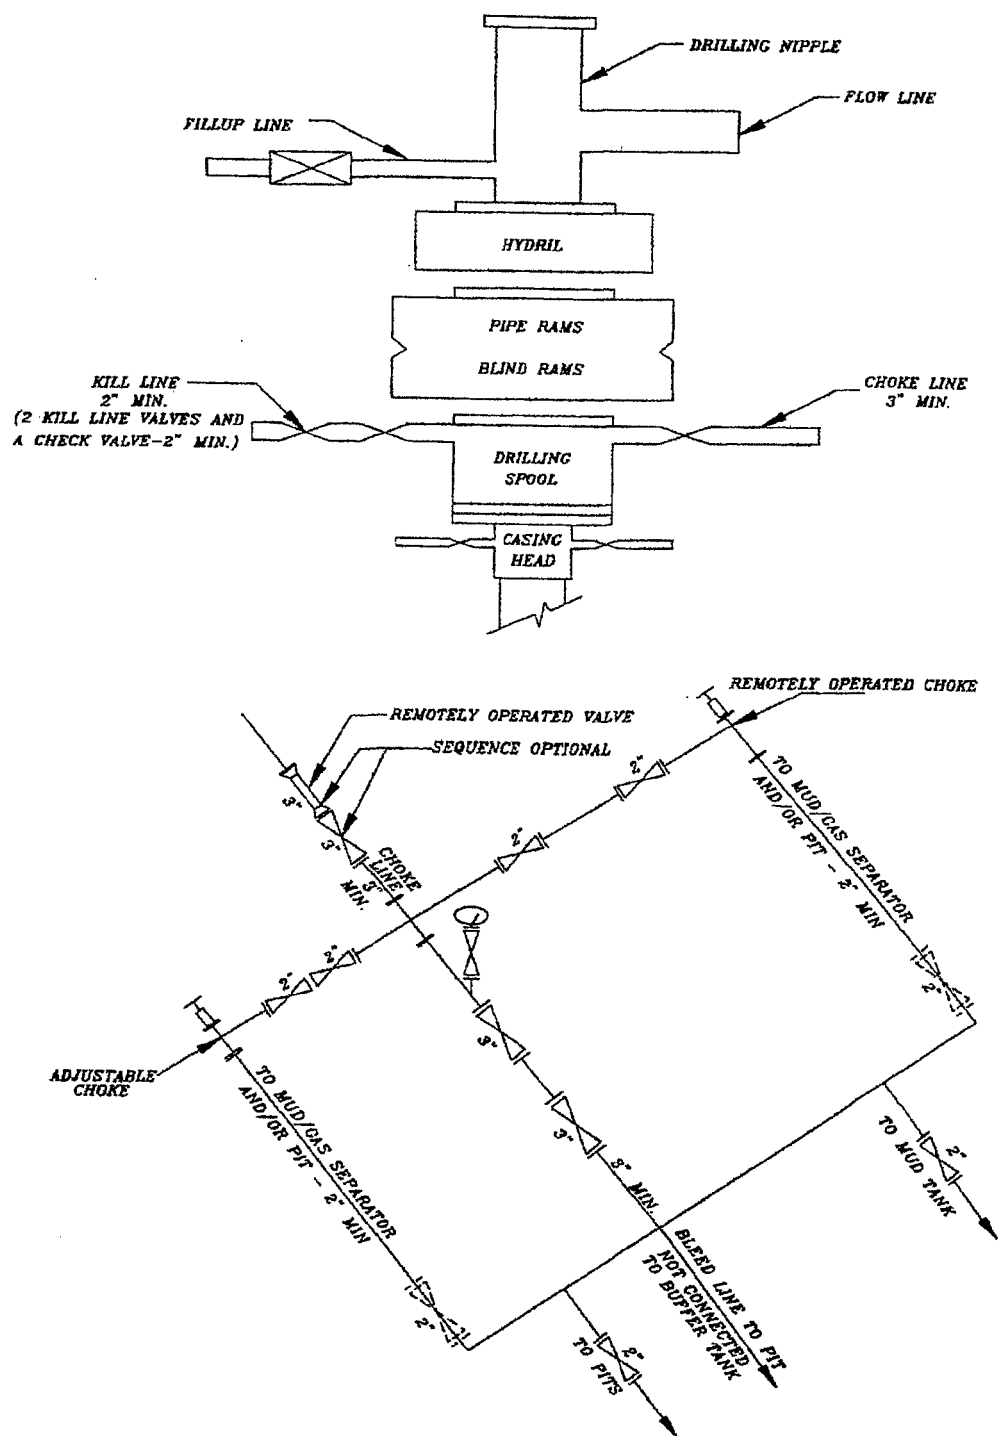 DRILLING NIPPLE
FLOW LINE
FILLUP LINE
HYDRIL
PIPE RAMS
BLIND RAMS
KILL LINE
2" MIN.
(2 KILL LINE VALVES AND
A CHECK VALVE-2" MIN.)
CHOKE LINE
3" MIN.
DRILLING
SPOOL
CASING
HEAD
REMOTELY OPERATED CHOKE
REMOTELY OPERATED VALVE
SEQUENCE OPTIONAL
3"
3"
CHOKE
LINE
3"
MIN.
2"
2"
TO MUD/GAS SEPARATOR
AND/OR PIT - 2" MIN
2"
2"
2"
ADJUSTABLE
CHOKE
TO MUD/GAS SEPARATOR
AND/OR PIT - 2" MIN
2"
3"
3"
3" MIN.
BLEED LINE TO PIT
NOT CONNECTED
TO BUFFER TANK
2"
TO MUD TANK
2"
TO PITS